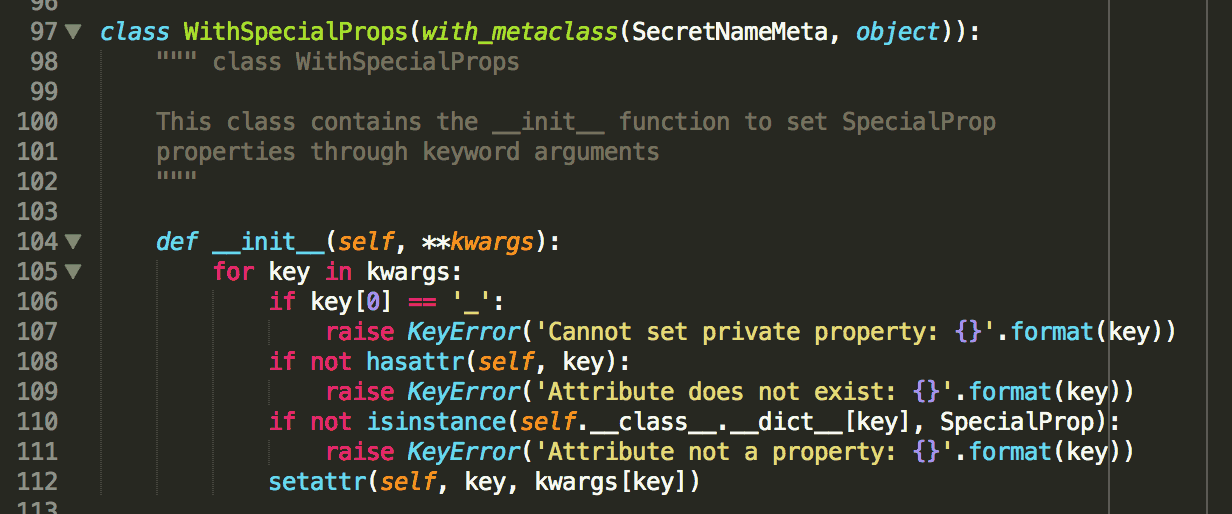 96
97 ▼ class WithSpecialProps(with_metaclass(SecretNameMeta, object)):
98 """ class WithSpecialProps
99
100 This class contains the __init__ function to set SpecialProp
101 properties through keyword arguments
102 """
103
104 ▼ def __init__(self, **kwargs):
105 ▼ for key in kwargs:
106 if key[0] == '_':
107 raise KeyError('Cannot set private property: {}'.format(key))
108 if not hasattr(self, key):
109 raise KeyError('Attribute does not exist: {}'.format(key))
110 if not isinstance(self.__class__.__dict__[key], SpecialProp):
111 raise KeyError('Attribute not a property: {}'.format(key))
112 setattr(self, key, kwargs[key])
113